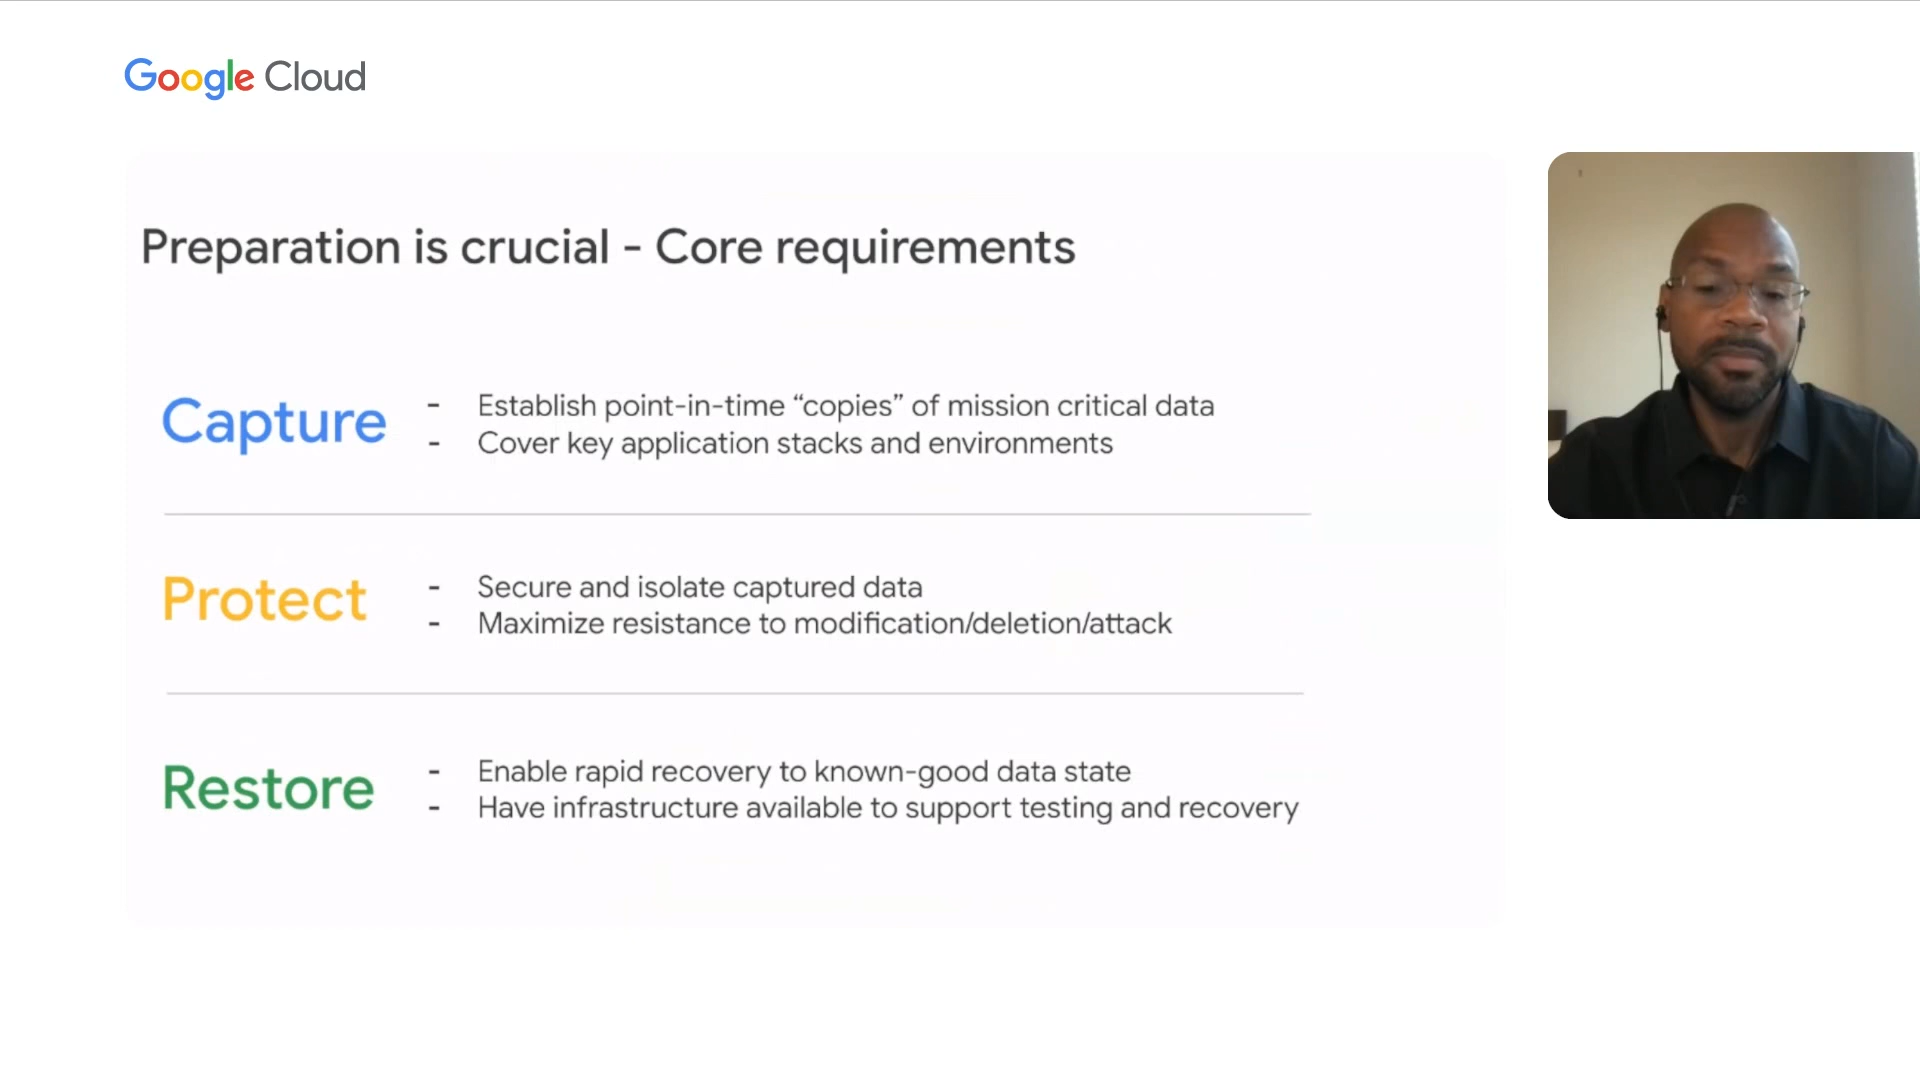 Google Cloud
Preparation is crucial - Core requirements
Capture
- Establish point-in-time “copies” of mission critical data
- Cover key application stacks and environments
Protect
- Secure and isolate captured data
- Maximize resistance to modification/deletion/attack
Restore
- Enable rapid recovery to known-good data state
- Have infrastructure available to support testing and recovery